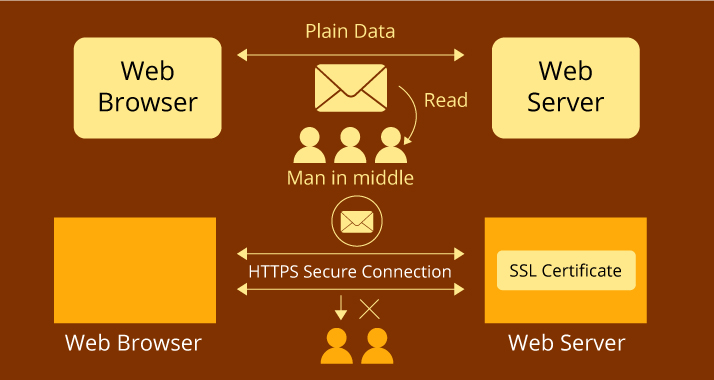 Plain Data
Web
Browser
Web
Server
Read
Man in middle
HTTPS Secure Connection
SSL Certificate
Web Browser
Web Server